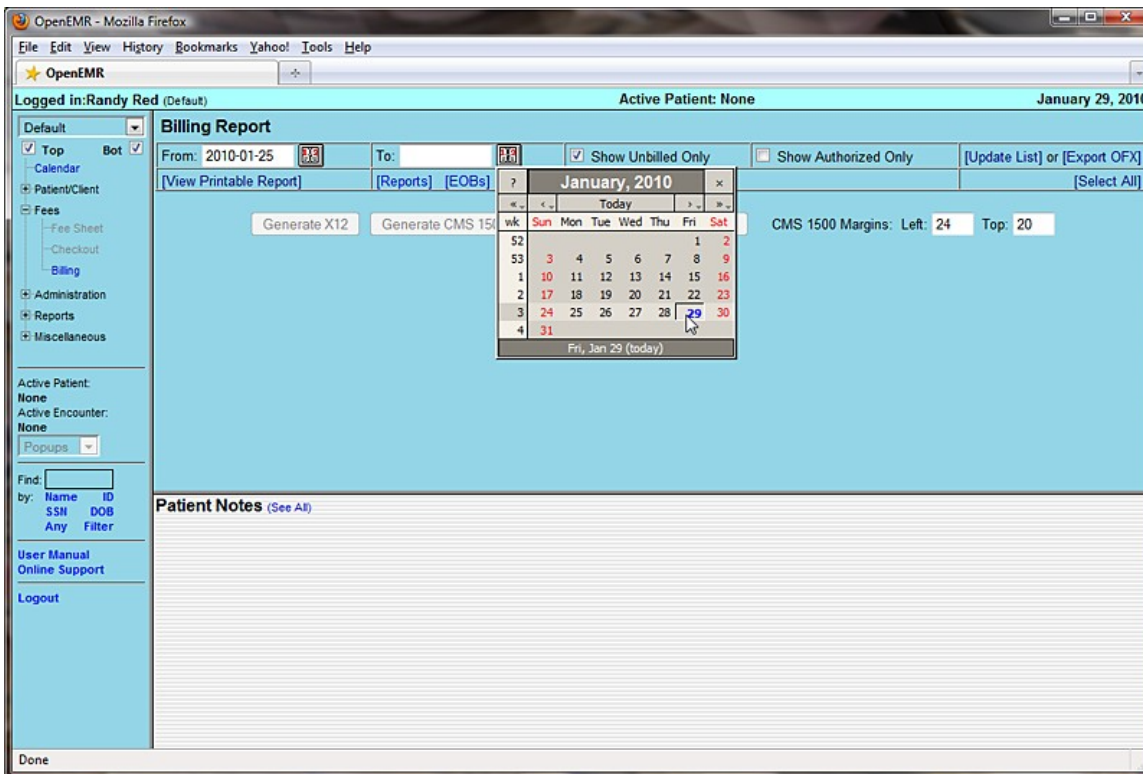 OpenEMR - Mozilla Firefox
File Edit View History Bookmarks Yahoo! Tools Help
OpenEMR
Logged in:Randy Red (Default) Active Patient: None January 29, 2010
Default
Top Bot
Calendar
Patient/Client
Fees
Fee Sheet
Checkout
Billing
Administration
Reports
Miscellaneous
Active Patient:
None
Active Encounter:
None
Popups
Find:
by: Name ID
SSN DOB
Any Filter
User Manual
Online Support
Logout
Billing Report
From: 2010-01-25 To: Show Unbilled Only Show Authorized Only [Update List] or [Export OFX]
[View Printable Report] [Reports] [EOBs] [Select All]
Generate X12 Generate CMS 150 CMS 1500 Margins: Left: 24 Top: 20
? January, 2010 ×
« ‹ Today › »
wk Sun Mon Tue Wed Thu Fri Sat
52 1 2
53 3 4 5 6 7 8 9
1 10 11 12 13 14 15 16
2 17 18 19 20 21 22 23
3 24 25 26 27 28 29 30
4 31
Fri, Jan 29 (today)
Patient Notes (See All)
Done